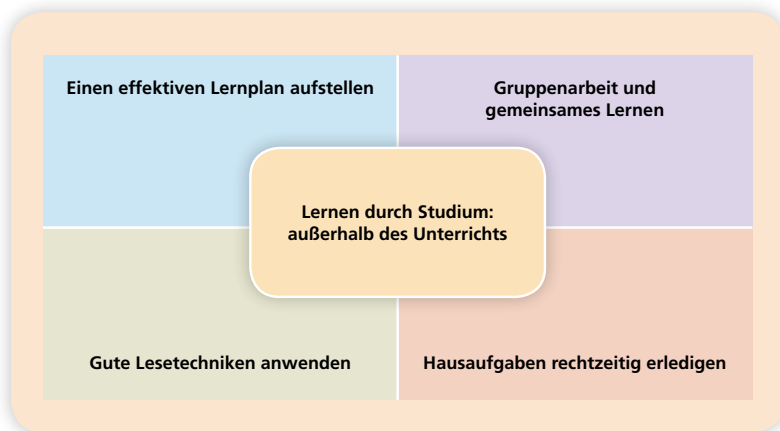 Einen effektiven Lernplan aufstellen
Gruppenarbeit und
gemeinsames Lernen
Lernen durch Studium:
außerhalb des Unterrichts
Gute Lesetechniken anwenden
Hausaufgaben rechtzeitig erledigen